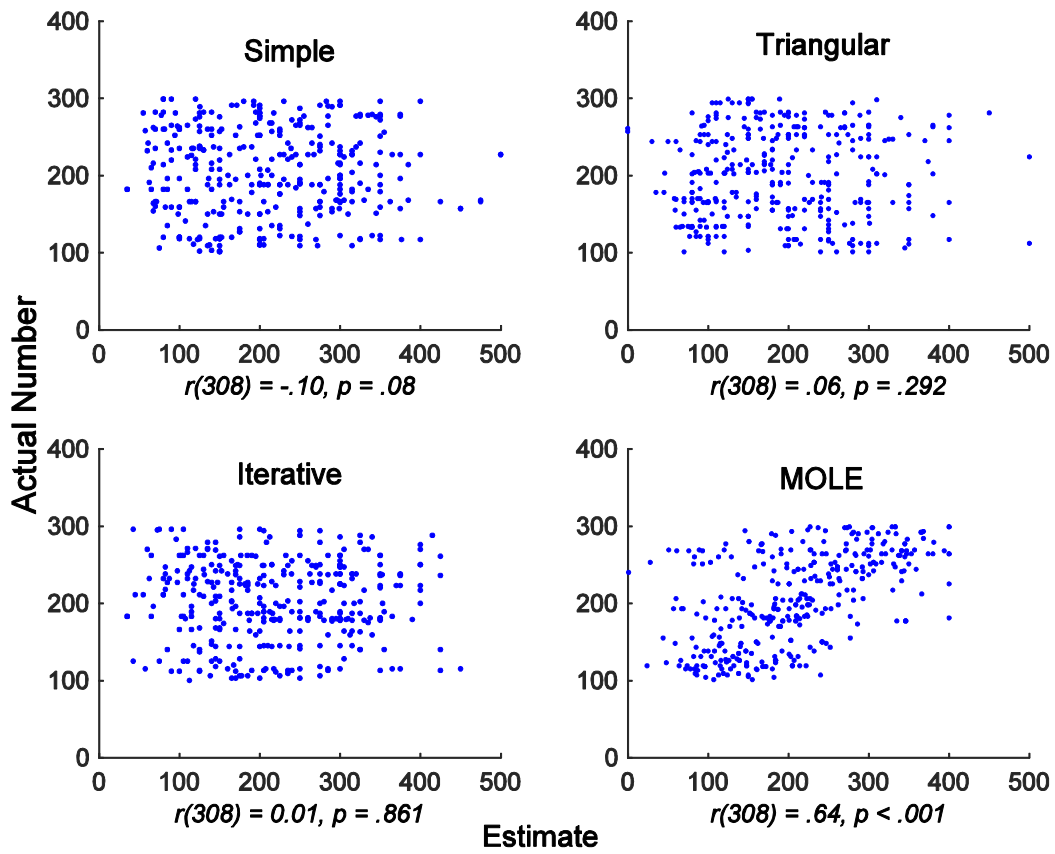 Actual Number
Simple
400
300
200
100
0
0 100 200 300 400 500
r(308) = -.10, p = .08
Triangular
400
300
200
100
0
0 100 200 300 400 500
r(308) = .06, p = .292
Iterative
400
300
200
100
0
0 100 200 300 400 500
r(308) = 0.01, p = .861
MOLE
400
300
200
100
0
0 100 200 300 400 500
r(308) = .64, p < .001
Estimate